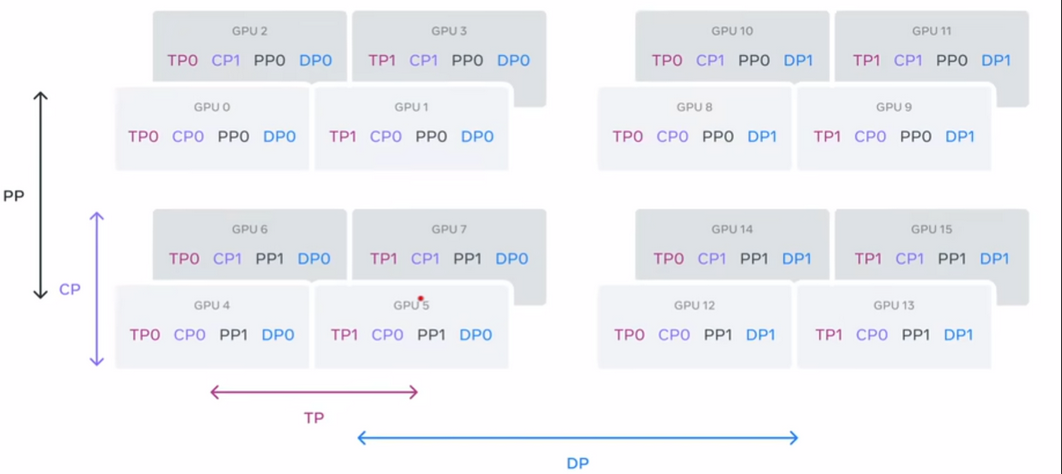 GPU 2 GPU 3 GPU 10 GPU 11
TP0 CP1 PP0 DP0 TP1 CP1 PP0 DP0 TP0 CP1 PP0 DP1 TP1 CP1 PP0 DP1
GPU 0 GPU 1 GPU 8 GPU 9
TP0 CP0 PP0 DP0 TP1 CP0 PP0 DP0 TP0 CP0 PP0 DP1 TP1 CP0 PP0 DP1
PP
GPU 6 GPU 7 GPU 14 GPU 15
TP0 CP1 PP1 DP0 TP1 CP1 PP1 DP0 TP0 CP1 PP1 DP1 TP1 CP1 PP1 DP1
CP
GPU 4 GPU 5 GPU 12 GPU 13
TP0 CP0 PP1 DP0 TP1 CP0 PP1 DP0 TP0 CP0 PP1 DP1 TP1 CP0 PP1 DP1
TP
DP